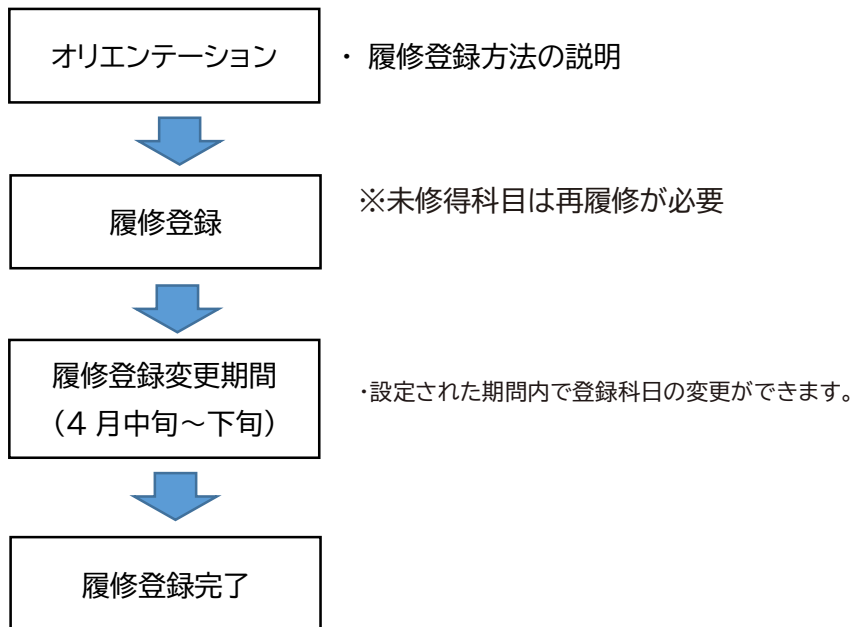 オリエンテーション
・ 履修登録方法の説明
履修登録
※未修得科目は再履修が必要
履修登録変更期間
（4 月中旬～下旬）
・設定された期間内で登録科日の変更ができます。
履修登録完了